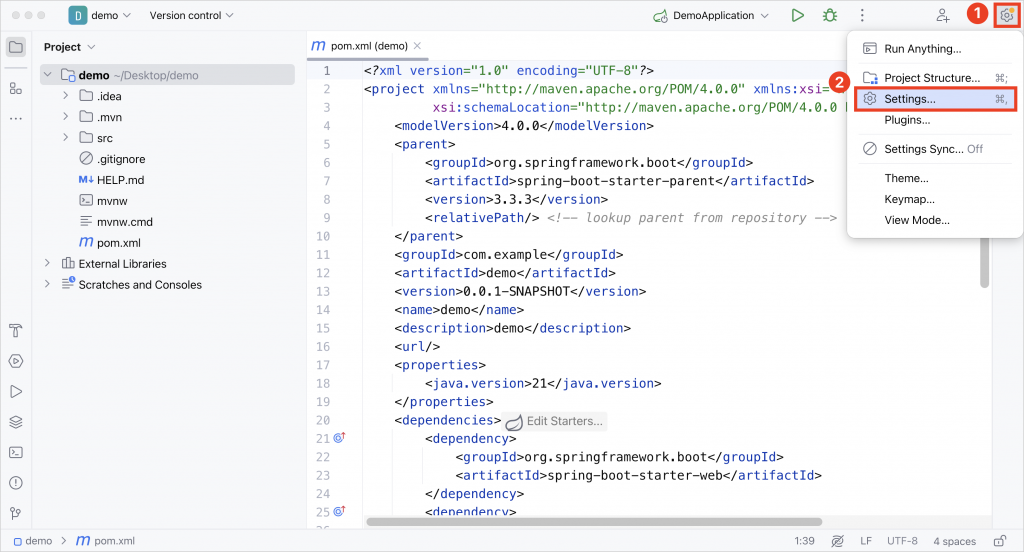 D demo Version control DemoApplication 1
Project
pom.xml (demo)
demo ~/Desktop/demo
.idea
.mvn
src
.gitignore
M↓ HELP.md
mvnw
mvnw.cmd
m pom.xml
External Libraries
Scratches and Consoles
1 <?xml version="1.0" encoding="UTF-8"?>
2 <project xmlns="http://maven.apache.org/POM/4.0.0" xmlns:xsi=
3 xsi:schemaLocation="http://maven.apache.org/POM/4.0.0
4 <modelVersion>4.0.0</modelVersion>
5 <parent>
6 <groupId>org.springframework.boot</groupId>
7 <artifactId>spring-boot-starter-parent</artifactId>
8 <version>3.3.3</version>
9 <relativePath/> <!-- lookup parent from repository -->
10 </parent>
11 <groupId>com.example</groupId>
12 <artifactId>demo</artifactId>
13 <version>0.0.1-SNAPSHOT</version>
14 <name>demo</name>
15 <description>demo</description>
16 <url/>
17 <properties>
18 <java.version>21</java.version>
19 </properties>
20 <dependencies> Edit Starters...
21 <dependency>
22 <groupId>org.springframework.boot</groupId>
23 <artifactId>spring-boot-starter-web</artifactId>
24 </dependency>
25 <dependency>
Run Anything...
Project Structure... ⌘;
2
Settings... ⌘,
Plugins...
Settings Sync... Off
Theme...
Keymap...
View Mode...
demo > m pom.xml 1:39 LF UTF-8 4 spaces